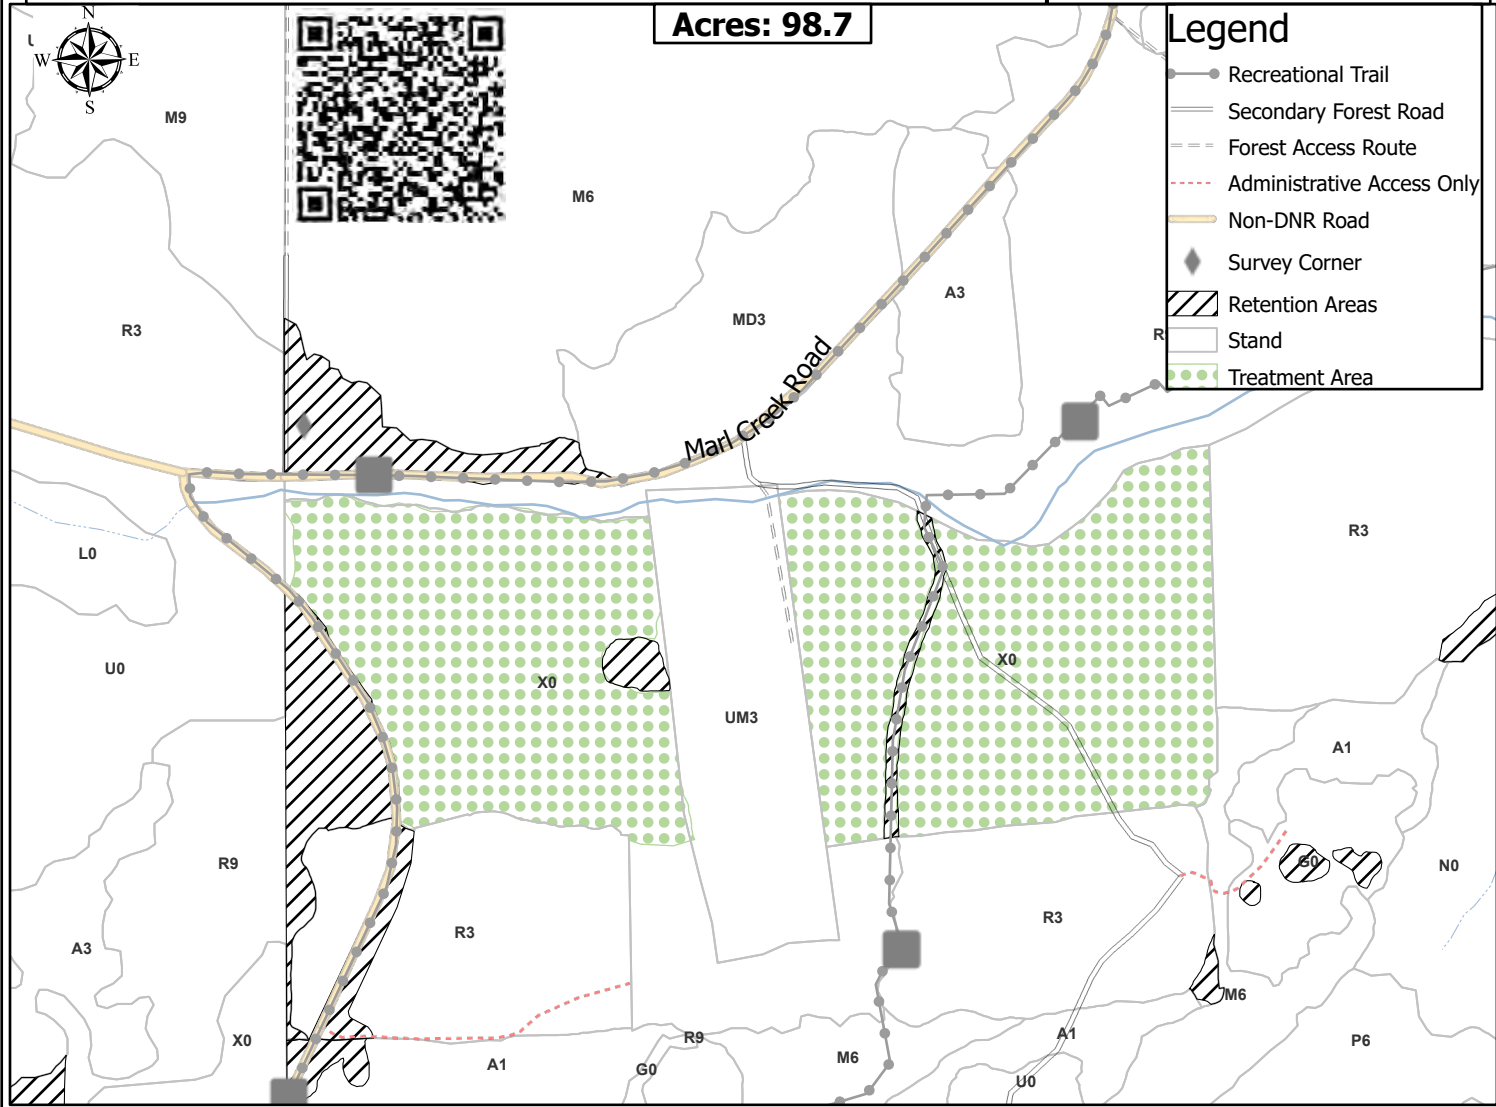 Acres: 98.7
N
W E
S
Legend
Recreational Trail
Secondary Forest Road
Forest Access Route
Administrative Access Only
Non-DNR Road
Survey Corner
Retention Areas
Stand
Treatment Area
M9
M6
R3
MD3
A3
R
Marl Creek Road
L0
R3
U0
X0
X0
UM3
A1
R9
G0
N0
A3
R3
R3
M6
X0
A1
G0
R9
M6
A1
U0
P6